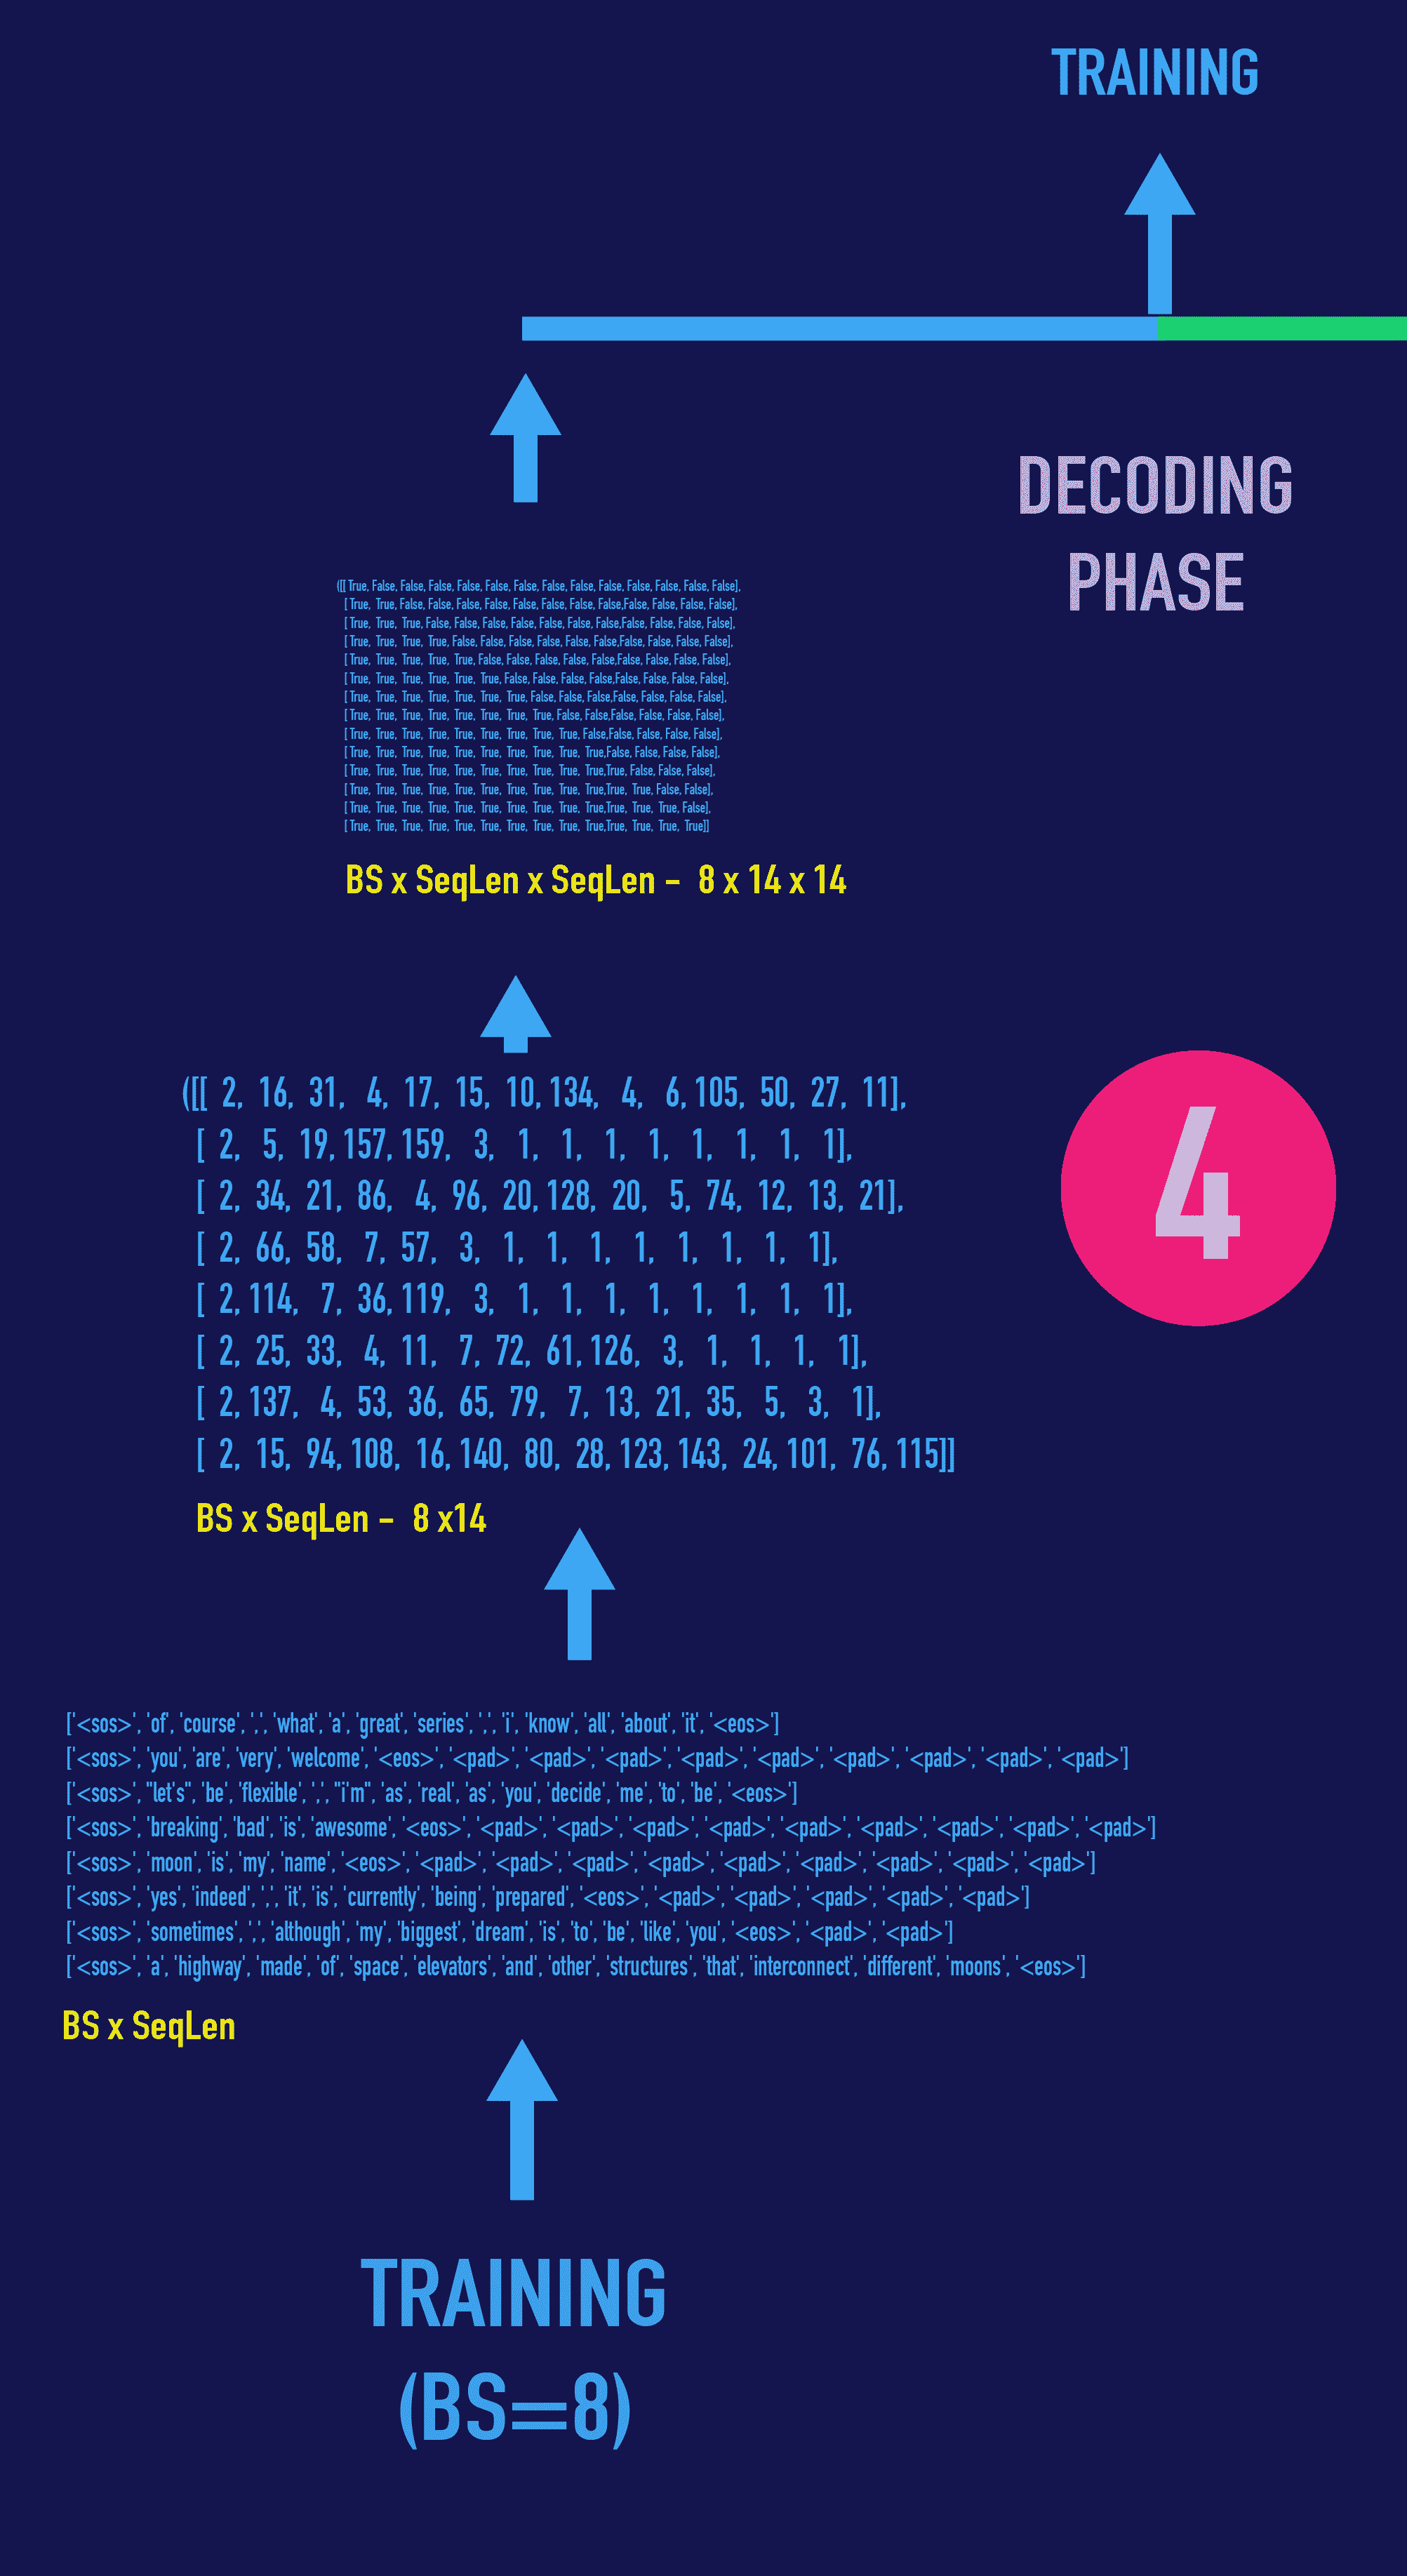 TRAINING
DECODING
PHASE
([[ True, False, False, False, False, False, False, False, False, False, False, False, False, False],
[ True, True, False, False, False, False, False, False, False, False,False, False, False, False],
[ True, True, True, False, False, False, False, False, False, False,False, False, False, False],
[ True, True, True, True, False, False, False, False, False, False,False, False, False, False],
[ True, True, True, True, True, False, False, False, False, False,False, False, False, False],
[ True, True, True, True, True, True, False, False, False, False,False, False, False, False],
[ True, True, True, True, True, True, True, False, False, False,False, False, False, False],
[ True, True, True, True, True, True, True, True, False, False,False, False, False, False],
[ True, True, True, True, True, True, True, True, True, False,False, False, False, False],
[ True, True, True, True, True, True, True, True, True, True,False, False, False, False],
[ True, True, True, True, True, True, True, True, True, True,True, False, False, False],
[ True, True, True, True, True, True, True, True, True, True,True, True, False, False],
[ True, True, True, True, True, True, True, True, True, True,True, True, True, False],
[ True, True, True, True, True, True, True, True, True, True,True, True, True, True]]
BS x SeqLen x SeqLen - 8 x 14 x 14
([[ 2, 16, 31, 4, 17, 15, 10, 134, 4, 6, 105, 50, 27, 11],
[ 2, 5, 19, 157, 159, 3, 1, 1, 1, 1, 1, 1, 1, 1],
[ 2, 34, 21, 86, 4, 96, 20, 128, 20, 5, 74, 12, 13, 21],
[ 2, 66, 58, 7, 57, 3, 1, 1, 1, 1, 1, 1, 1, 1],
[ 2, 114, 7, 36, 119, 3, 1, 1, 1, 1, 1, 1, 1, 1],
[ 2, 25, 33, 4, 11, 7, 72, 61, 126, 3, 1, 1, 1, 1],
[ 2, 137, 4, 53, 36, 65, 79, 7, 13, 21, 35, 5, 3, 1],
[ 2, 15, 94, 108, 16, 140, 80, 28, 123, 143, 24, 101, 76, 115]]
4
BS x SeqLen - 8 x14
['<sos>', 'of', 'course', ',', 'what', 'a', 'great', 'series', ',', 'i', 'know', 'all', 'about', 'it', '<eos>']
['<sos>', 'you', 'are', 'very', 'welcome', '<eos>', '<pad>', '<pad>', '<pad>', '<pad>', '<pad>', '<pad>', '<pad>', '<pad>', '<pad>']
['<sos>', "let's", 'be', 'flexible', ',', "i'm", 'as', 'real', 'as', 'you', 'decide', 'me', 'to', 'be', '<eos>']
['<sos>', 'breaking', 'bad', 'is', 'awesome', '<eos>', '<pad>', '<pad>', '<pad>', '<pad>', '<pad>', '<pad>', '<pad>', '<pad>', '<pad>']
['<sos>', 'moon', 'is', 'my', 'name', '<eos>', '<pad>', '<pad>', '<pad>', '<pad>', '<pad>', '<pad>', '<pad>', '<pad>', '<pad>']
['<sos>', 'yes', 'indeed', ',', 'it', 'is', 'currently', 'being', 'prepared', '<eos>', '<pad>', '<pad>', '<pad>', '<pad>', '<pad>']
['<sos>', 'sometimes', ',', 'although', 'my', 'biggest', 'dream', 'is', 'to', 'be', 'like', 'you', '<eos>', '<pad>', '<pad>']
['<sos>', 'a', 'highway', 'made', 'of', 'space', 'elevators', 'and', 'other', 'structures', 'that', 'interconnect', 'different', 'moons', '<eos>']
BS x SeqLen
TRAINING
(BS=8)